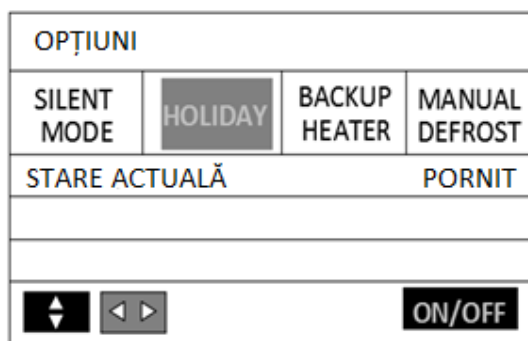 OPȚIUNI
SILENT MODE
HOLIDAY
BACKUP HEATER
MANUAL DEFROST
STARE ACTUALĂ PORNIT
ON/OFF